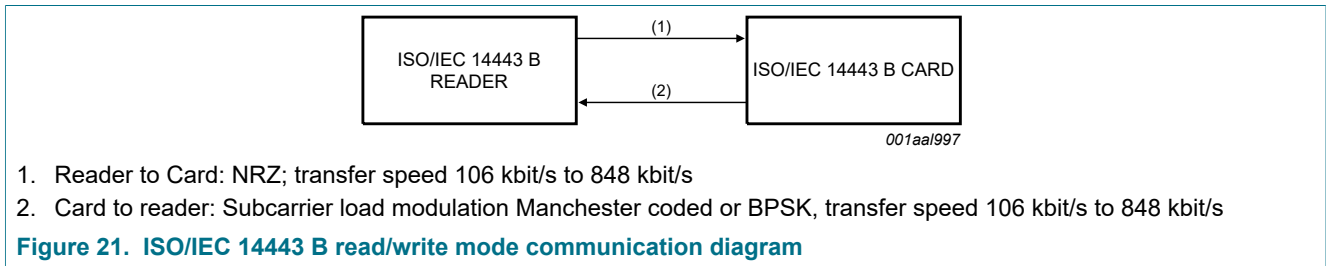 (1)
ISO/IEC 14443 B
READER
ISO/IEC 14443 B CARD
(2)
001aal997
1. Reader to Card: NRZ; transfer speed 106 kbit/s to 848 kbit/s
2. Card to reader: Subcarrier load modulation Manchester coded or BPSK, transfer speed 106 kbit/s to 848 kbit/s
Figure 21. ISO/IEC 14443 B read/write mode communication diagram